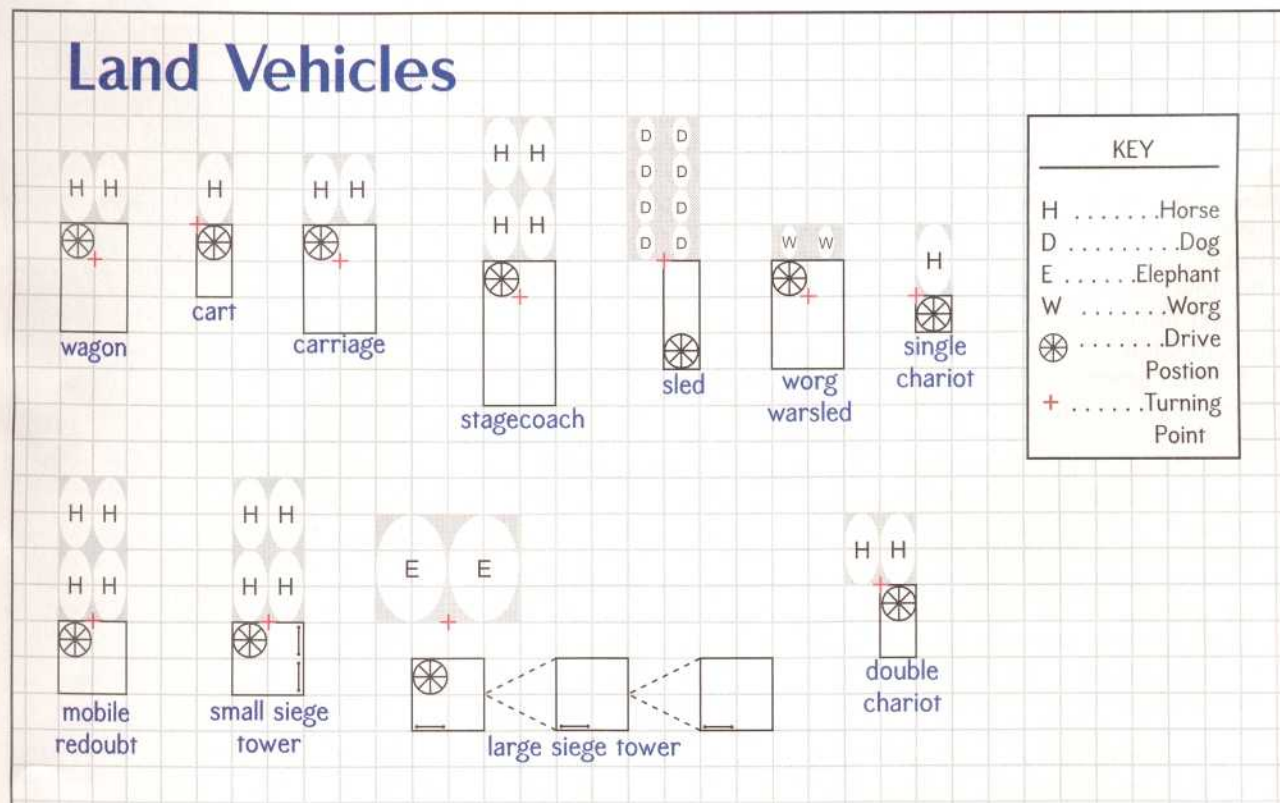 Land Vehicles
H H
wagon
H
cart
H H
carriage
H H
H H
stagecoach
D D
D D
D D
D D
sled
W W
worg
warsled
H
single
chariot
KEY
H .......Horse
D .........Dog
E ......Elephant
W .......Worg
.......Drive
Postion
+ ......Turning
Point
H H
H H
mobile
redoubt
H H
H H
small siege
tower
E E
large siege tower
H H
double
chariot